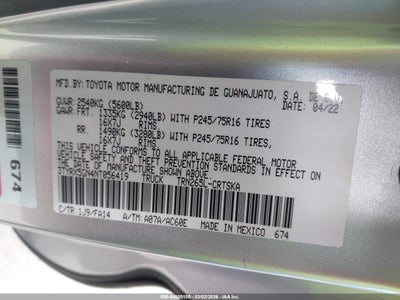 MFD.BY: TOYOTA MOTOR MANUFACTURING DE GUANAJUATO, S.A. DE C.V.
DATE: 04/22
GVWR: 2540KG (5600LB)
GAWR: FRT. 1335KG (2940LB) WITH P245/75R16 TIRES
16X7J RIMS
RR. 1490KG (3280LB) WITH P245/75R16 TIRES,
16X7J RIMS
THIS VEHICLE CONFORMS TO ALL APPLICABLE FEDERAL MOTOR
VEHICLE SAFETY, AND THEFT PREVENTION STANDARDS IN EFFECT
ON THE DATE OF MANUFACTURE SHOWN ABOVE.
TRUCK TRN265L-CRTSKA
C/TR: 1J9/FA14 A/TM: A07A/AC60E MADE IN MEXICO 674
674